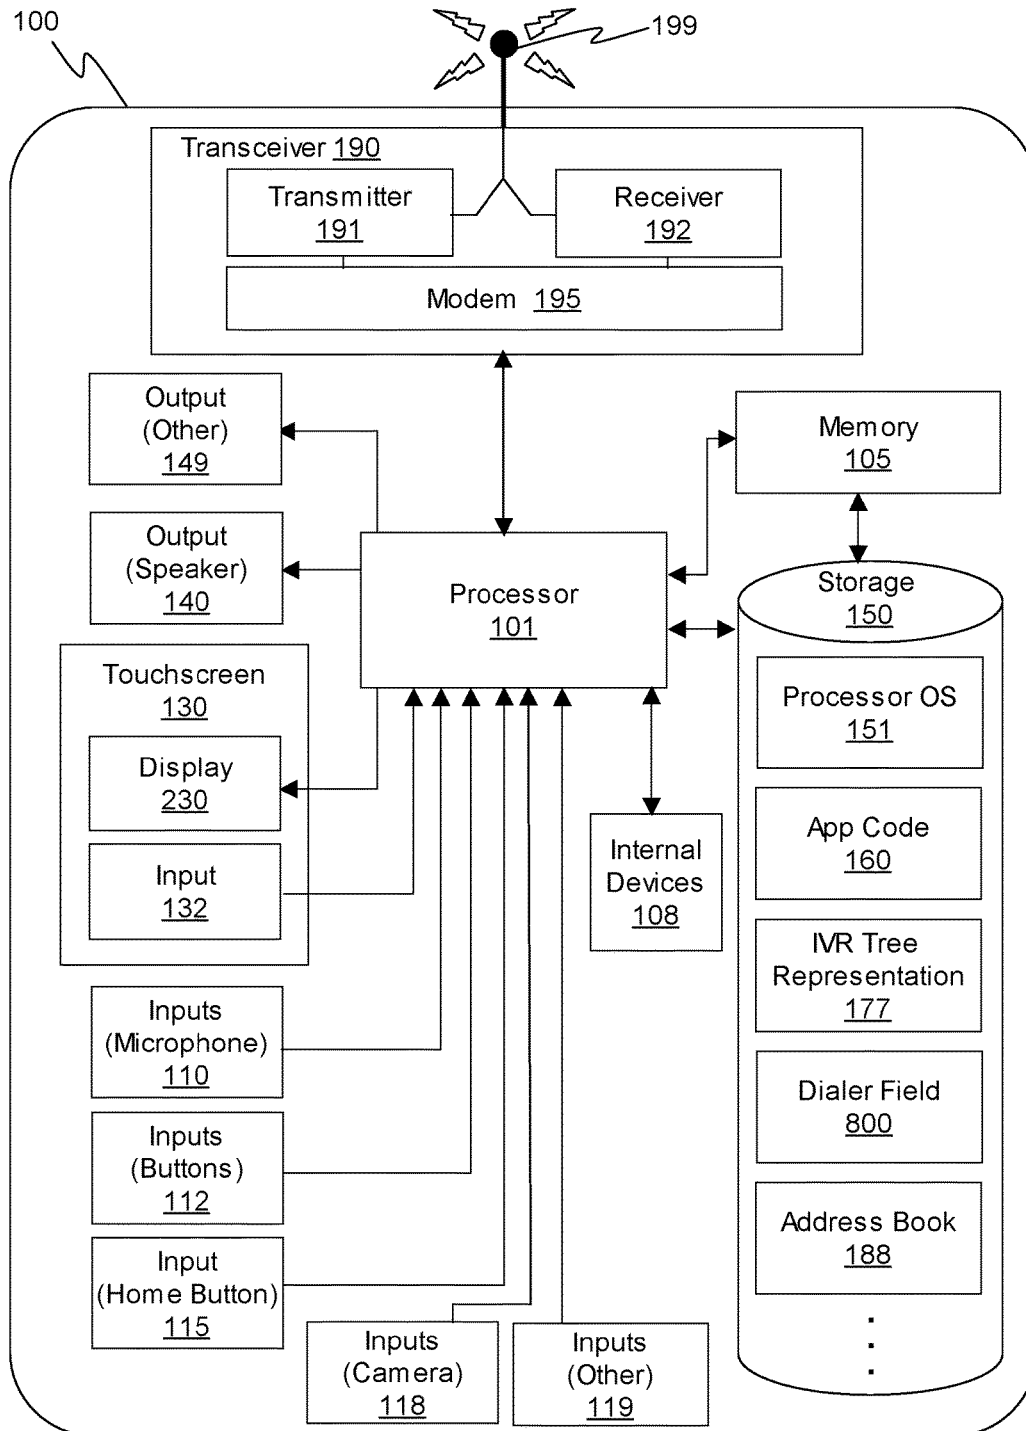 100
199
Transceiver 190
Transmitter
191
Receiver
192
Modem 195
Output
(Other)
149
Memory
105
Output
(Speaker)
140
Processor
101
Storage
150
Touchscreen
130
Display
230
Input
132
Processor OS
151
App Code
160
Internal
Devices
108
IVR Tree
Representation
177
Inputs
(Microphone)
110
Dialer Field
800
Inputs
(Buttons)
112
Address Book
188
Input
(Home Button)
115
Inputs
(Camera)
118
Inputs
(Other)
119